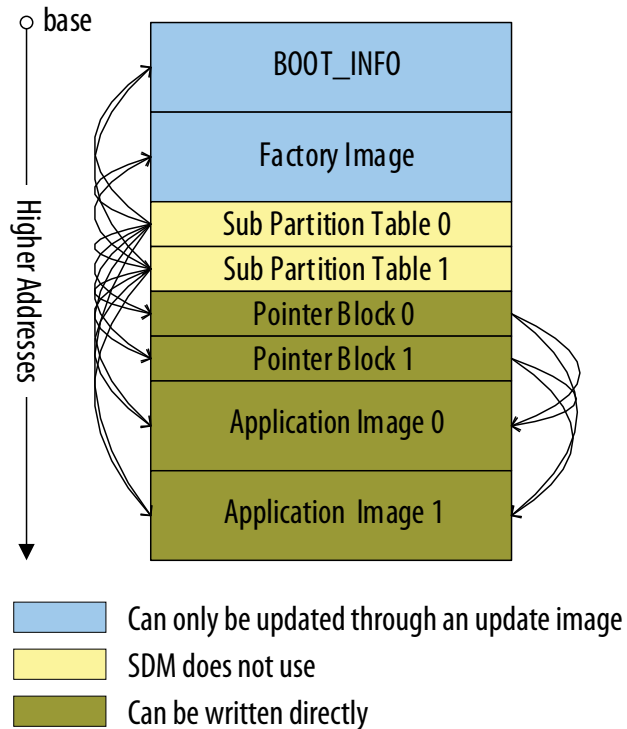 base
BOOT_INFO
Factory Image
Sub Partition Table 0
Sub Partition Table 1
Pointer Block 0
Pointer Block 1
Application Image 0
Application Image 1
Higher Addresses
Can only be updated through an update image
SDM does not use
Can be written directly